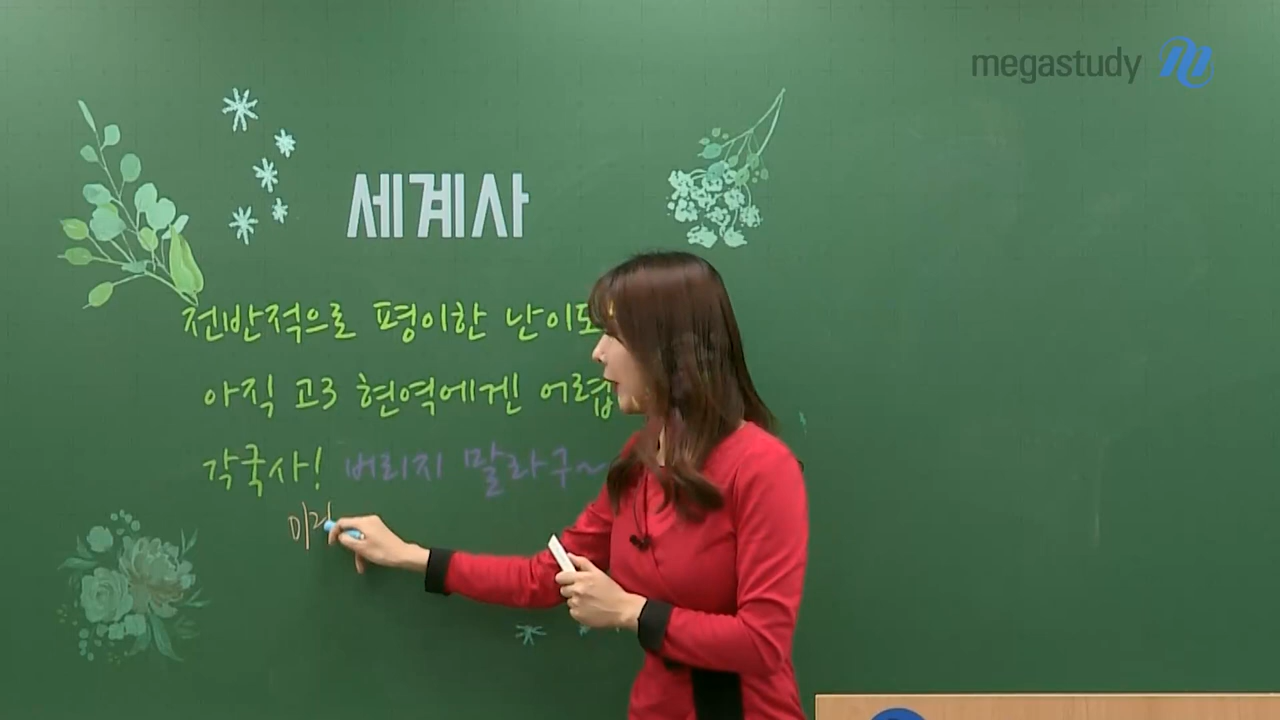 megastudy
세계사
전반적으로 평이한 난이도
아직 고3 현역에겐 어렵
각국사! 버리지 말라구~